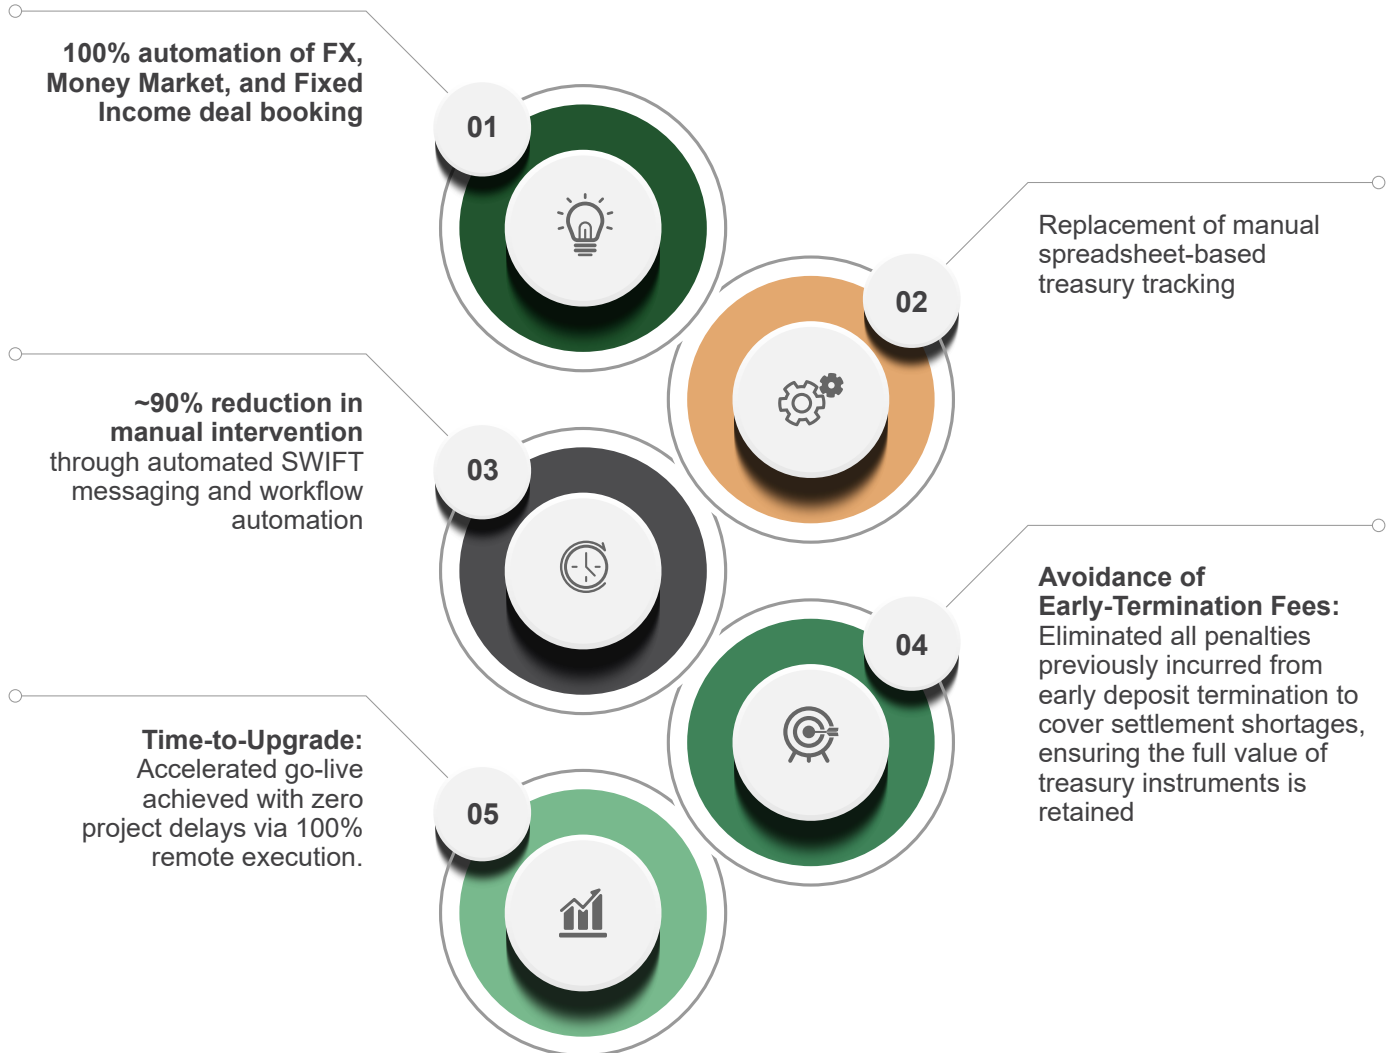 100% automation of FX,
Money Market, and Fixed
Income deal booking
01
Replacement of manual
spreadsheet-based
treasury tracking
02
~90% reduction in
manual intervention
through automated SWIFT
messaging and workflow
automation
03
Avoidance of
Early-Termination Fees:
Eliminated all penalties
previously incurred from
early deposit termination to
cover settlement shortages,
ensuring the full value of
treasury instruments is
retained
04
Time-to-Upgrade:
Accelerated go-live
achieved with zero
project delays via 100%
remote execution.
05